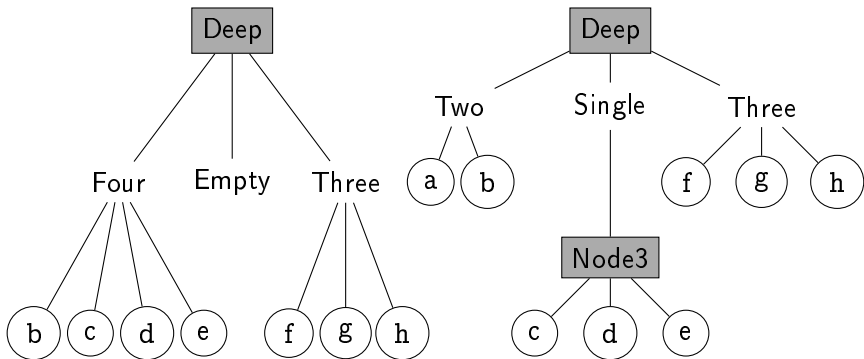 Deep Deep
Two Single Three
Four Empty Three a b f g h
Node3
b c d e f g h c d e